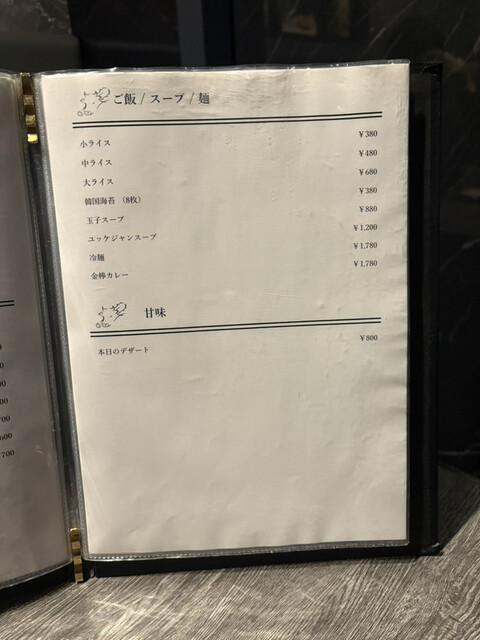 ご飯 / スープ / 麺
小ライス ¥380
中ライス ¥480
大ライス ¥680
韓国海苔 (8枚) ¥380
玉子スープ ¥880
ユッケジャンスープ ¥1,200
冷麺 ¥1,780
金棒カレー ¥1,780
甘味
本日のデザート ¥800